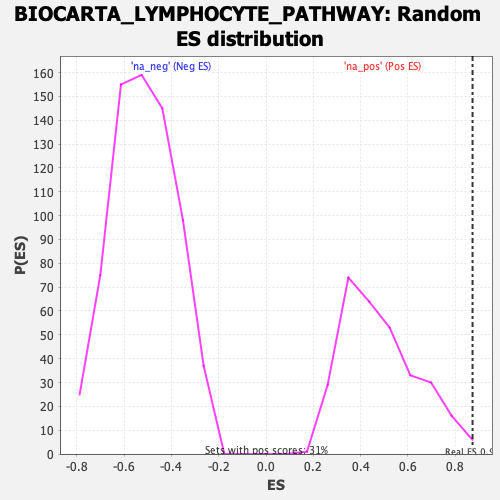 BIOCARTA_LYMPHOCYTE_PATHWAY: Random
ES distribution
'na_neg' (Neg ES)
'na_pos' (Pos ES)
160
150
140
130
120
110
100
90
80
70
60
50
40
30
20
10
0
P(ES)
Sets with pos scores: 31%
Real ES 0.9
-0.8 -0.6 -0.4 -0.2 0.0 0.2 0.4 0.6 0.8
ES